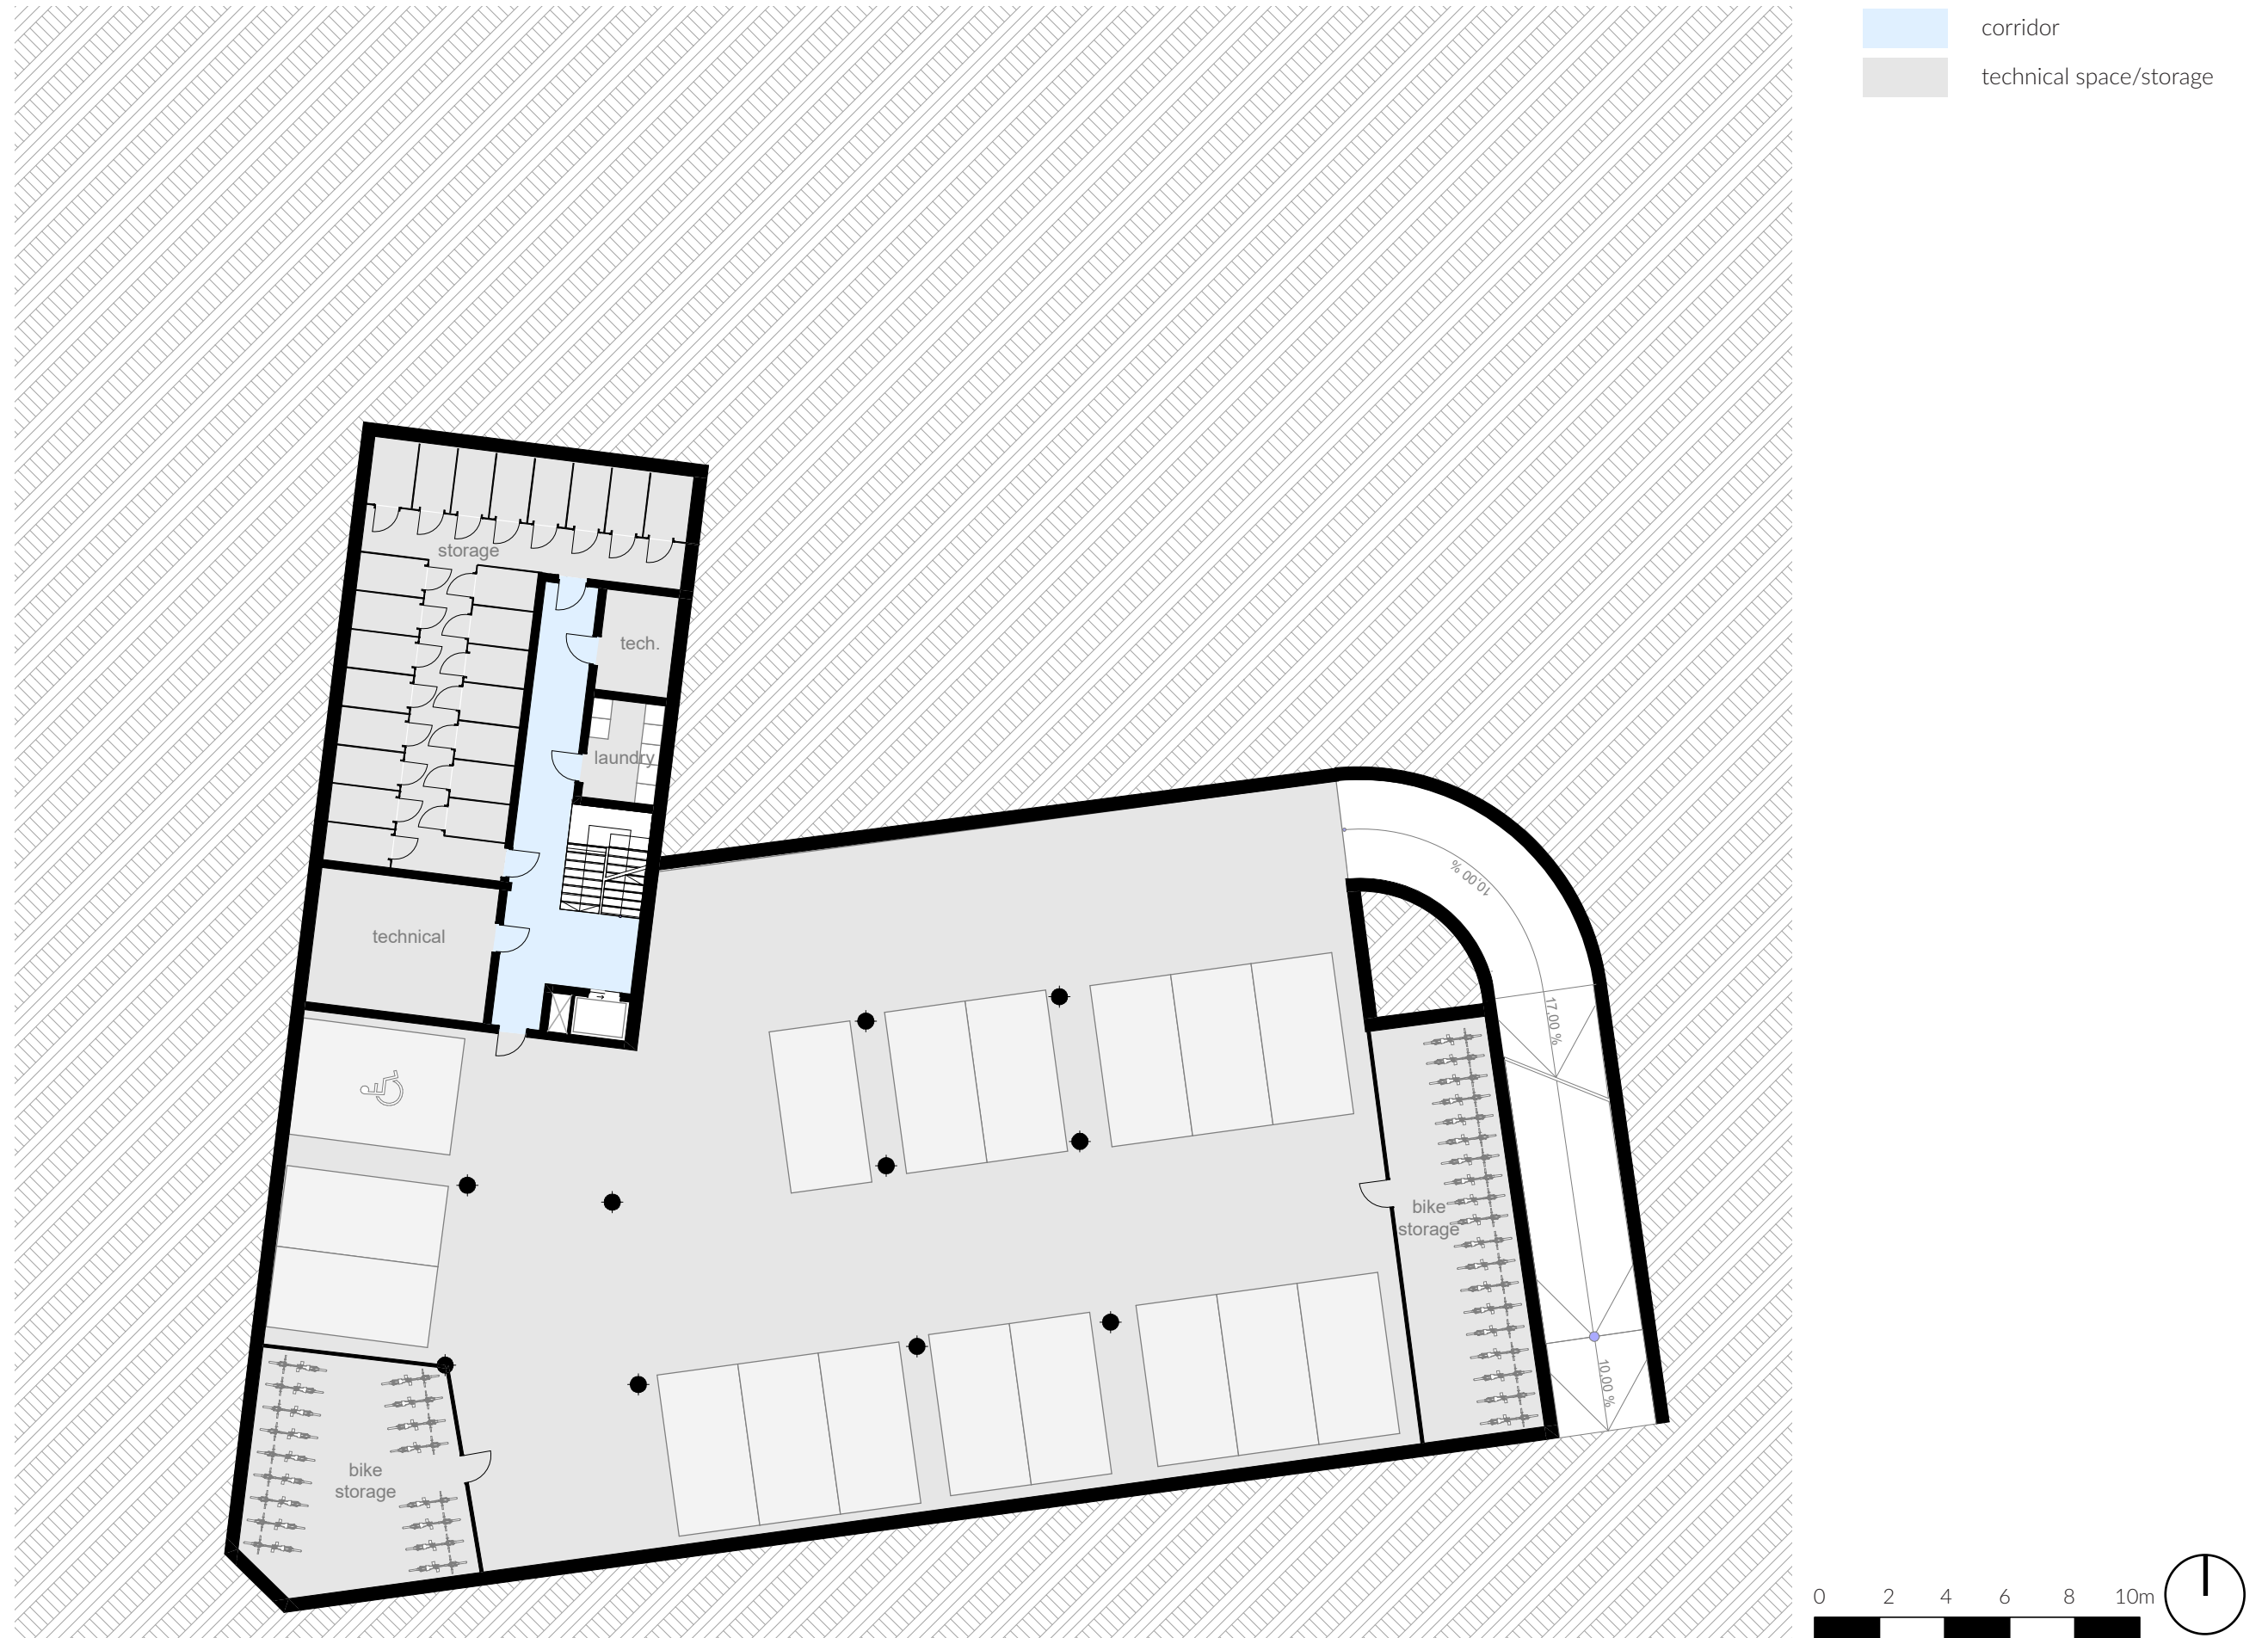 corridor
technical space/storage
storage
tech.
laundry
technical
10,00 %
17,00 %
bike
storage
10,00 %
bike
storage
0 2 4 6 8 10m